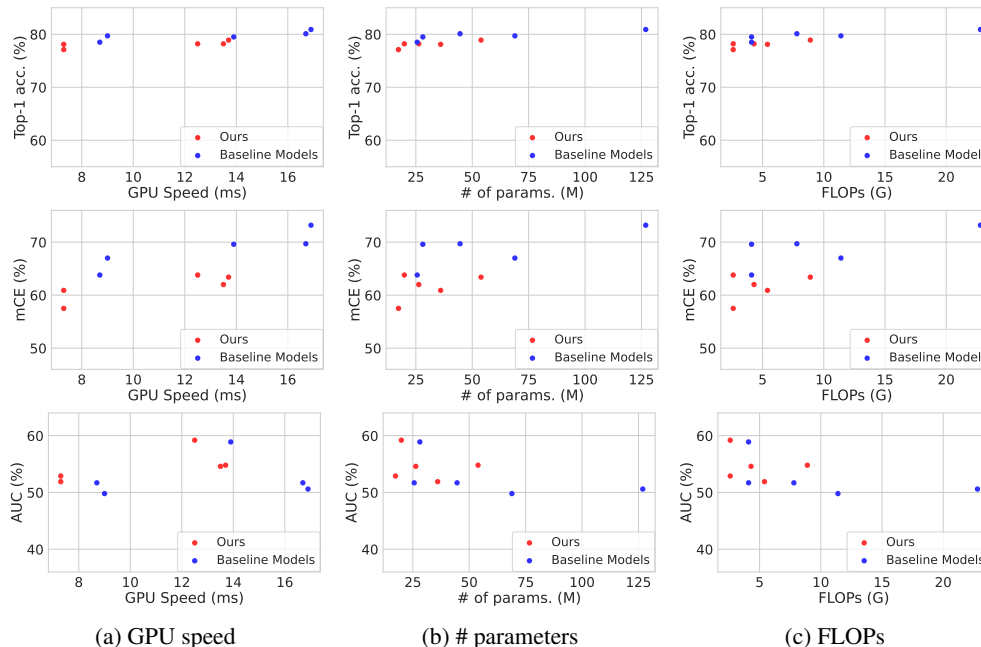 80
70
60
Top-1 acc. (%)
Ours
Baseline Models
8 10 12 14 16
GPU Speed (ms)
80
70
60
Top-1 acc. (%)
Ours
Baseline Models
25 50 75 100 125
# of params. (M)
80
70
60
Top-1 acc. (%)
Ours
Baseline Models
5 10 15 20
FLOPs (G)
70
60
50
mCE (%)
Ours
Baseline Models
8 10 12 14 16
GPU Speed (ms)
70
60
50
mCE (%)
Ours
Baseline Models
25 50 75 100 125
# of params. (M)
70
60
50
mCE (%)
Ours
Baseline Models
5 10 15 20
FLOPs (G)
60
50
40
AUC (%)
Ours
Baseline Models
8 10 12 14 16
GPU Speed (ms)
60
50
40
AUC (%)
Ours
Baseline Models
25 50 75 100 125
# of params. (M)
60
50
40
AUC (%)
Ours
Baseline Models
5 10 15 20
FLOPs (G)
(a) GPU speed
(b) # parameters
(c) FLOPs